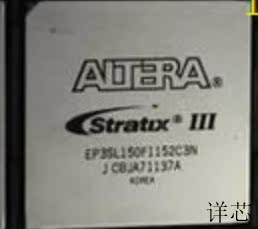 ALTERA®
Stratix® III
EP3SL150F1152C3N
J CBJA71137A
KOREA
详芯